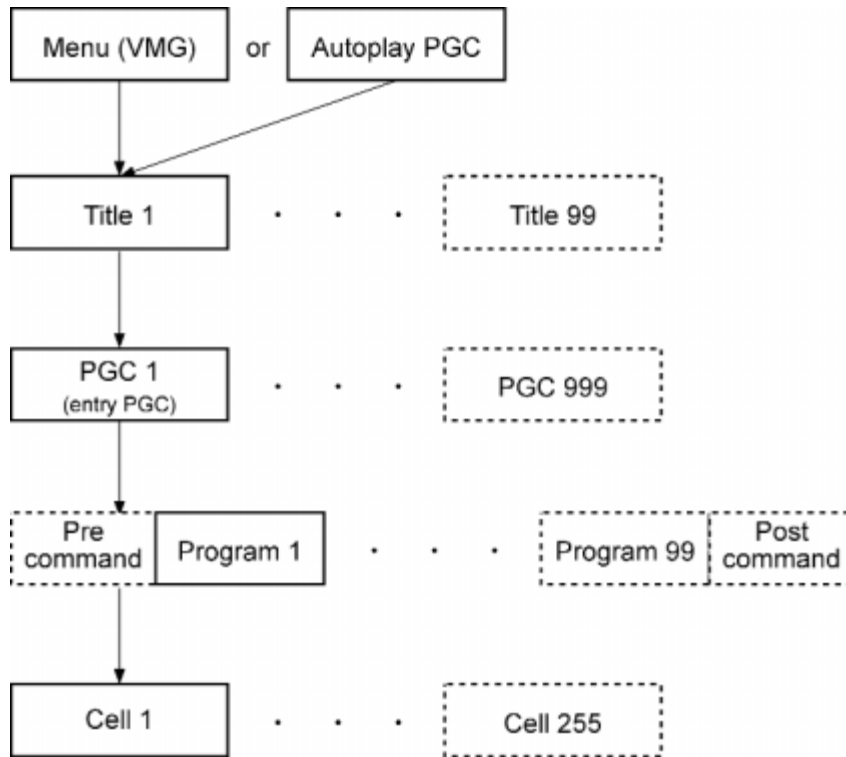 Menu (VMG) or Autoplay PGC
Title 1 . . . Title 99
PGC 1
(entry PGC)
. . . PGC 999
Pre
command
Program 1 . . . Program 99
Post
command
Cell 1 . . . Cell 255